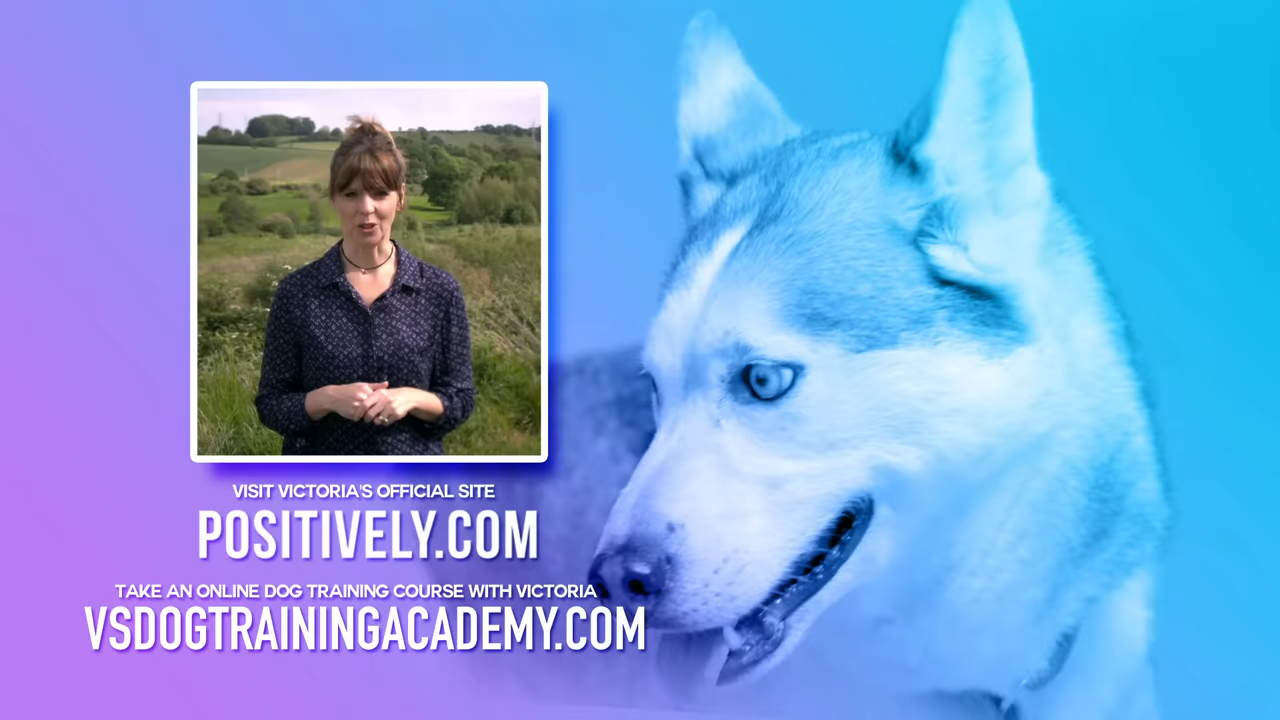 VISIT VICTORIA'S OFFICIAL SITE
POSITIVELY.COM
TAKE AN ONLINE DOG TRAINING COURSE WITH VICTORIA
VSDOGTRAININGACADEMY.COM